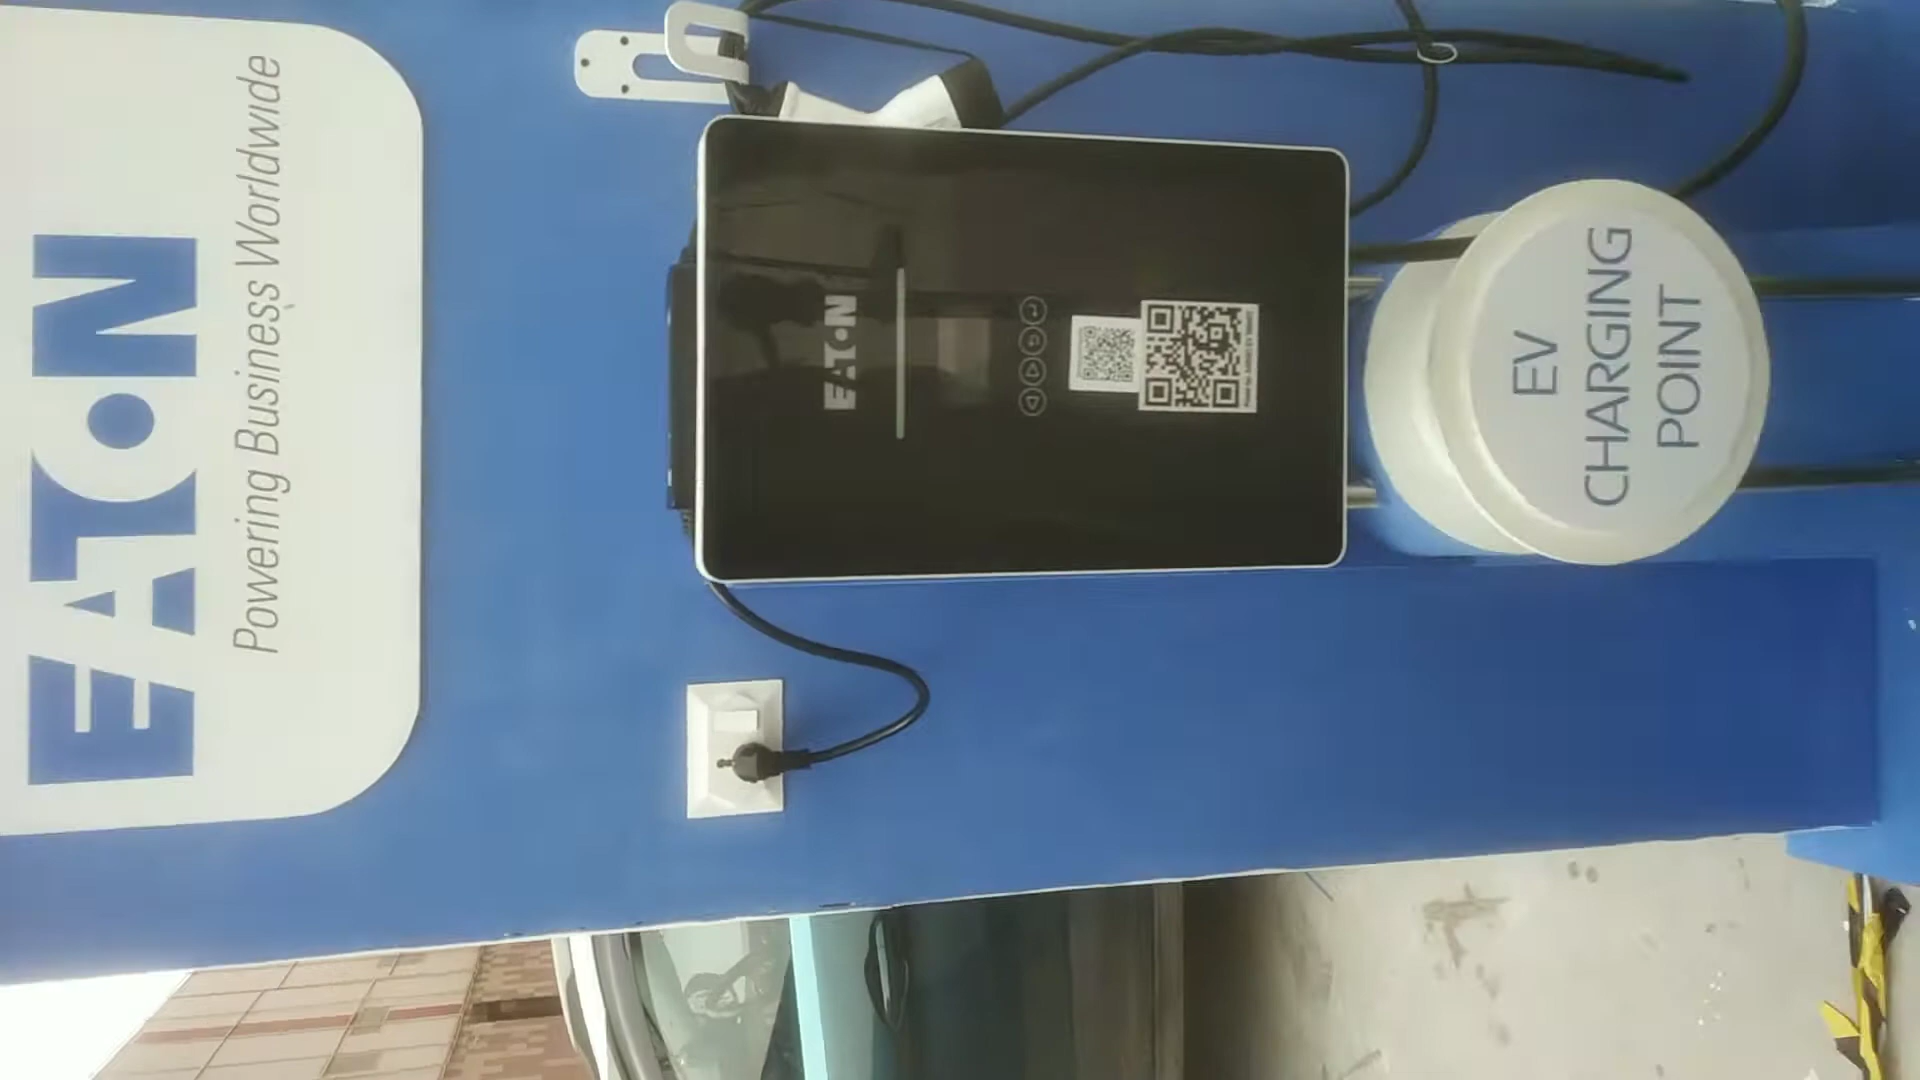 EATON
Powering Business Worldwide
EATON
EV
CHARGING
POINT